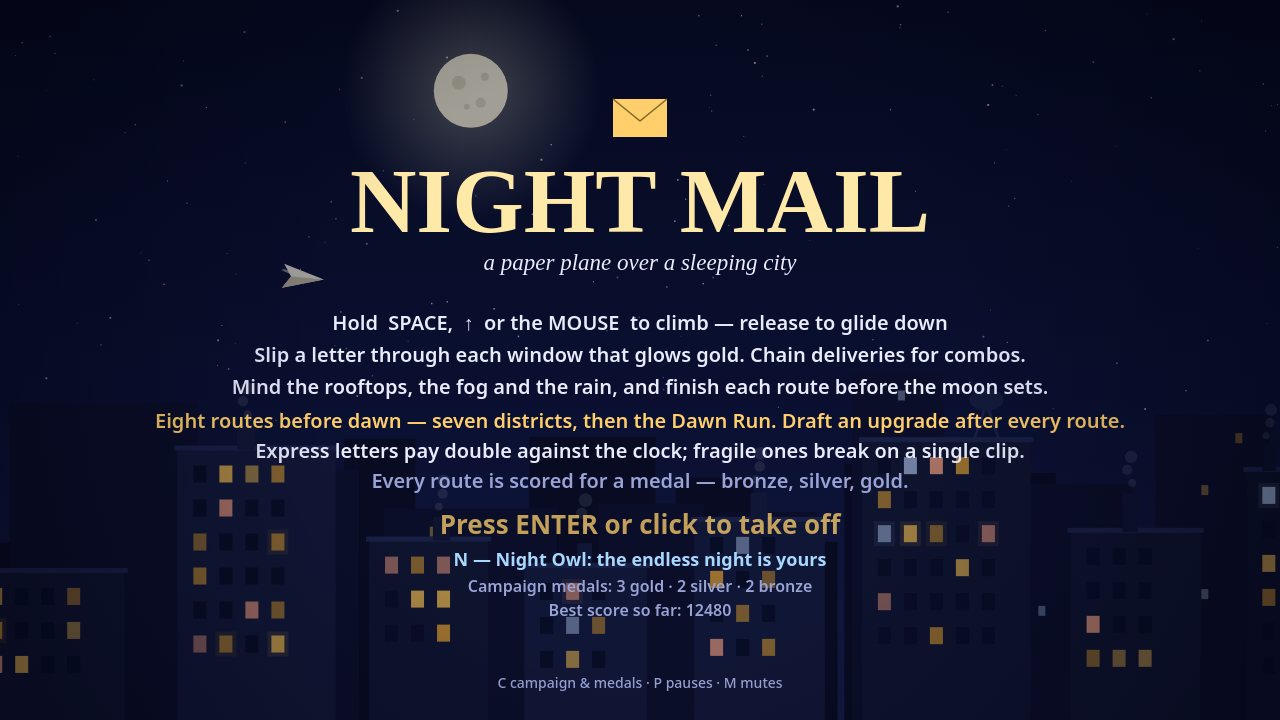 NIGHT MAIL
a paper plane over a sleeping city
Hold SPACE, ↑ or the MOUSE to climb — release to glide down
Slip a letter through each window that glows gold. Chain deliveries for combos.
Mind the rooftops, the fog and the rain, and finish each route before the moon sets.
Eight routes before dawn — seven districts, then the Dawn Run. Draft an upgrade after every route.
Express letters pay double against the clock; fragile ones break on a single clip.
Every route is scored for a medal — bronze, silver, gold.
Press ENTER or click to take off
N — Night Owl: the endless night is yours
Campaign medals: 3 gold · 2 silver · 2 bronze
Best score so far: 12480
C campaign & medals · P pauses · M mutes